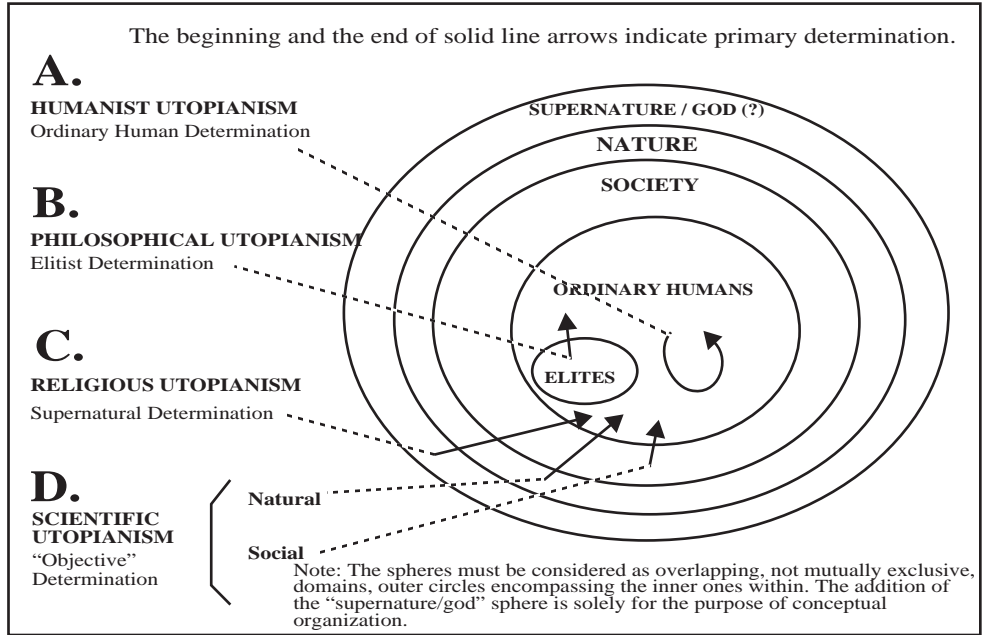 The beginning and the end of solid line arrows indicate primary determination.
A.
HUMANIST UTOPIANISM
Ordinary Human Determination
B.
PHILOSOPHICAL UTOPIANISM
Elitist Determination
C.
RELIGIOUS UTOPIANISM
Supernatural Determination
D.
SCIENTIFIC
UTOPIANISM
“Objective”
Determination
Natural
Social
SUPERNATURE / GOD (?)
NATURE
SOCIETY
ORDINARY HUMANS
ELITES
Note: The spheres must be considered as overlapping, not mutually exclusive,
domains, outer circles encompassing the inner ones within. The addition of
the “supernature/god” sphere is solely for the purpose of conceptual
organization.